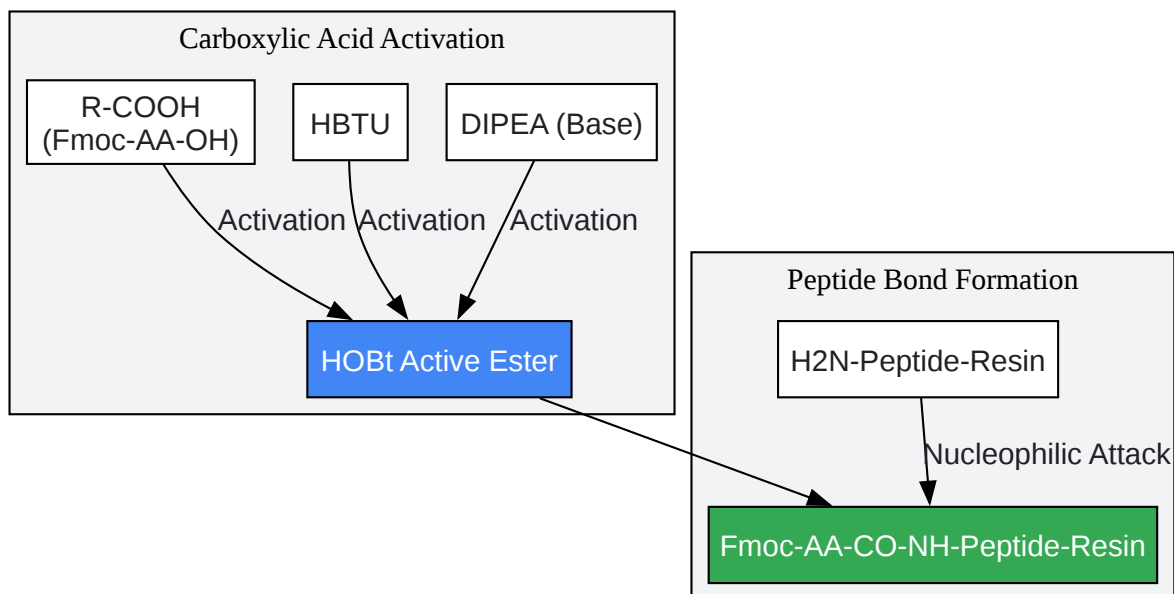 Carboxylic Acid Activation
R-COOH
(Fmoc-AA-OH)
HBTU
DIPEA (Base)
Activation
Activation
Activation
HOBt Active Ester
Peptide Bond Formation
H2N-Peptide-Resin
Nucleophilic Attack
Fmoc-AA-CO-NH-Peptide-Resin